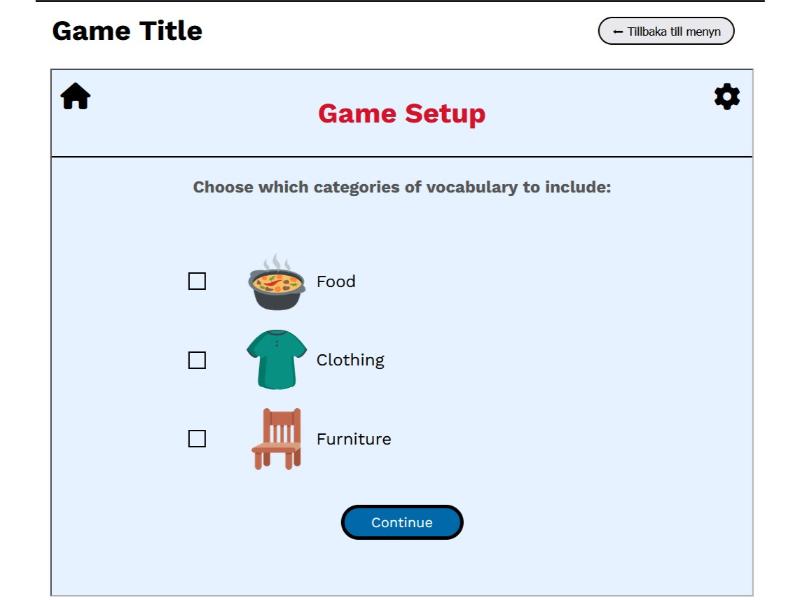 Game Title
← Tillbaka till menyn
Game Setup
Choose which categories of vocabulary to include:
Food
Clothing
Furniture
Continue